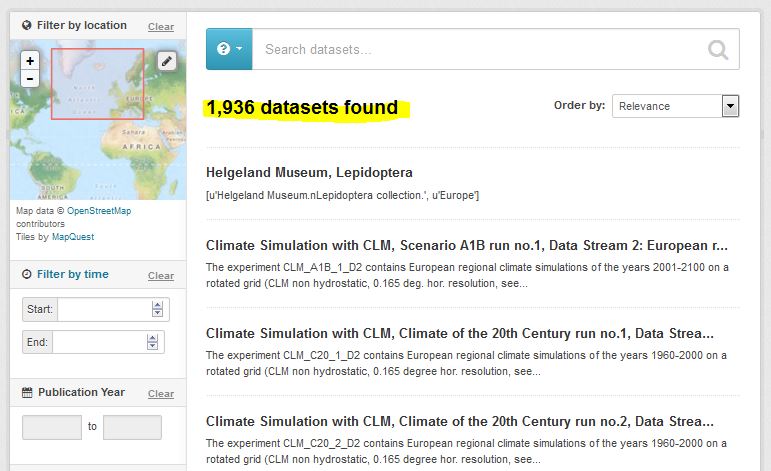 Filter by location Clear
+
-
North
Atlantic
Ocean
EUROPE
Sahara
AFRICA
Arabian
SOUTH
AMERICA
Map data © OpenStreetMap
contributors
Tiles by MapQuest
Filter by time Clear
Start:
End:
Publication Year Clear
to
? Search datasets...
1,936 datasets found
Order by: Relevance
Helgeland Museum, Lepidoptera
[u'Helgeland Museum.nLepidoptera collection.', u'Europe']
Climate Simulation with CLM, Scenario A1B run no.1, Data Stream 2: European r...
The experiment CLM_A1B_1_D2 contains European regional climate simulations of the years 2001-2100 on a
rotated grid (CLM non hydrostatic, 0.165 deg. hor. resolution, see...
Climate Simulation with CLM, Climate of the 20th Century run no.1, Data Strea...
The experiment CLM_C20_1_D2 contains European regional climate simulations of the years 1960-2000 on a
rotated grid (CLM non hydrostatic, 0.165 degree hor. resolution, see...
Climate Simulation with CLM, Climate of the 20th Century run no.2, Data Strea...
The experiment CLM_C20_2_D2 contains European regional climate simulations of the years 1960-2000 on a
rotated grid (CLM non hydrostatic, 0.165 degree hor. resolution, see...